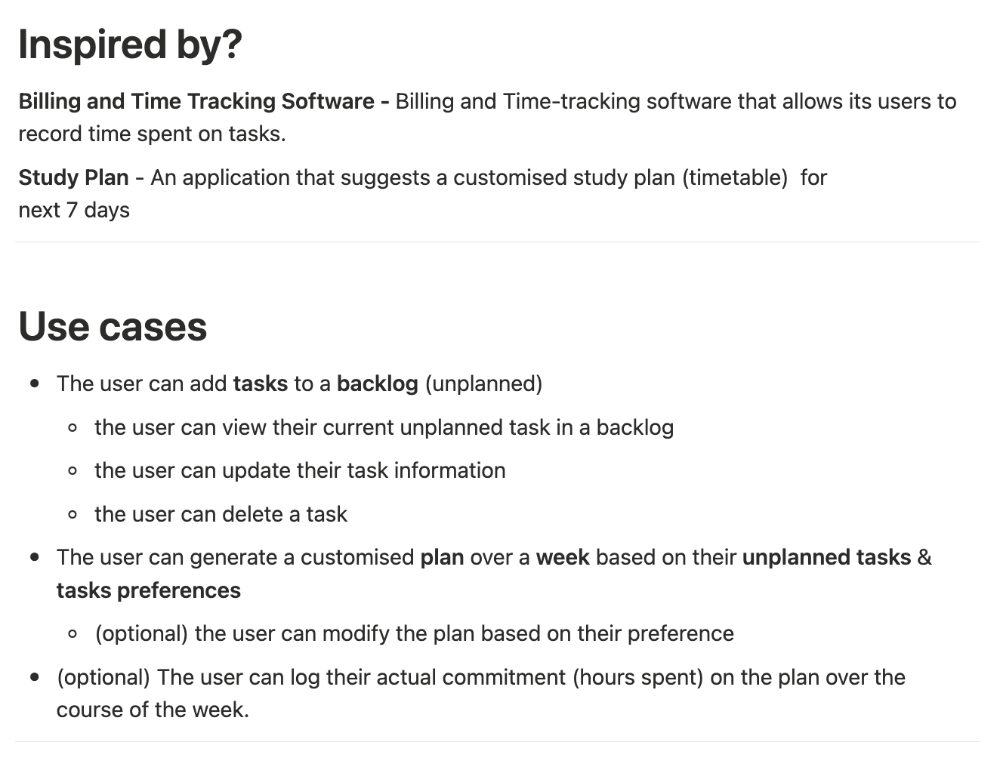 Inspired by?
Billing and Time Tracking Software - Billing and Time-tracking software that allows its users to
record time spent on tasks.
Study Plan - An application that suggests a customised study plan (timetable)  for
next 7 days
Use cases
• The user can add tasks to a backlog (unplanned)
◦ the user can view their current unplanned task in a backlog
◦ the user can update their task information
◦ the user can delete a task
• The user can generate a customised plan over a week based on their unplanned tasks &
tasks preferences
◦ (optional) the user can modify the plan based on their preference
• (optional) The user can log their actual commitment (hours spent) on the plan over the
course of the week.